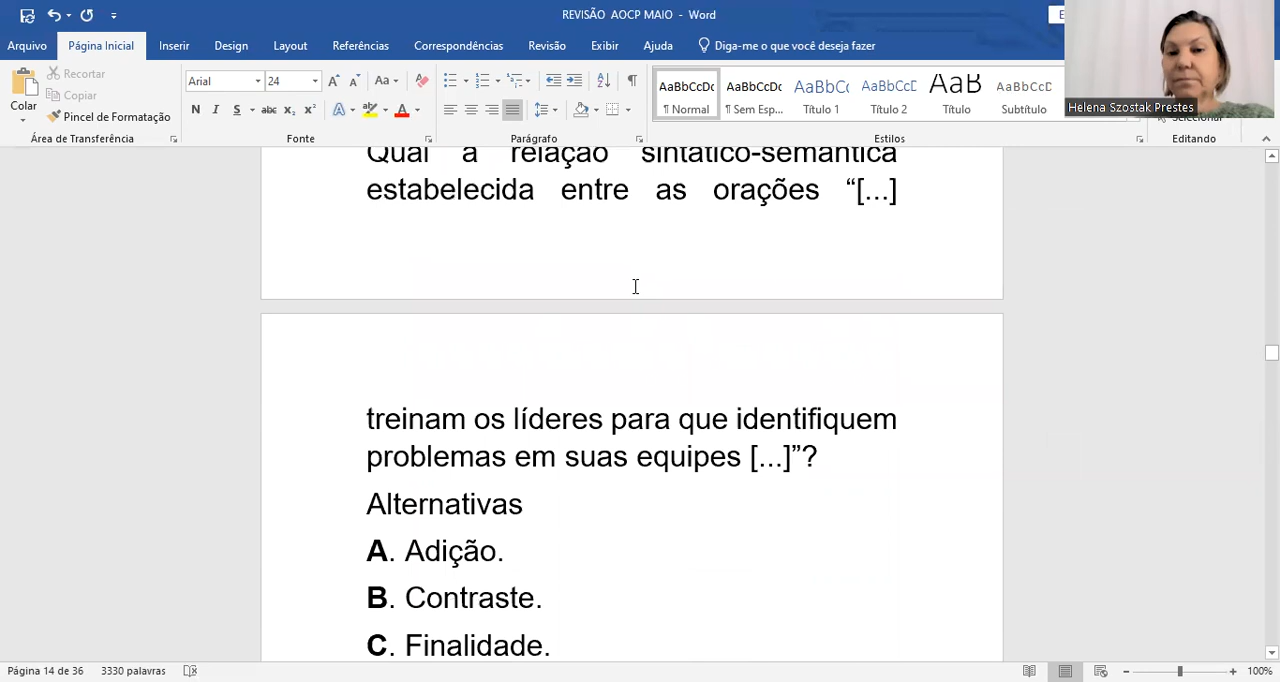 REVISÃO AOCP MAIO - Word
Arquivo Página Inicial Inserir Design Layout Referências Correspondências Revisão Exibir Ajuda Diga-me o que você deseja fazer
Colar
Recortar
Copiar
Pincel de Formatação
Área de Transferência
Arial 24
Fonte
Parágrafo
AaBbCcDc AaBbCcDc AaBbCc AaBbCcD AaB AaBbCcD
¶ Normal ¶ Sem Esp... Título 1 Título 2 Título Subtítulo
Estilos
Selecionar
Editando
Helena Szostak Prestes
Qual a relação sintático-semântica
estabelecida entre as orações “[...]
treinam os líderes para que identifiquem
problemas em suas equipes [...]”?
Alternativas
A. Adição.
B. Contraste.
C. Finalidade.
Página 14 de 36 3330 palavras 100%